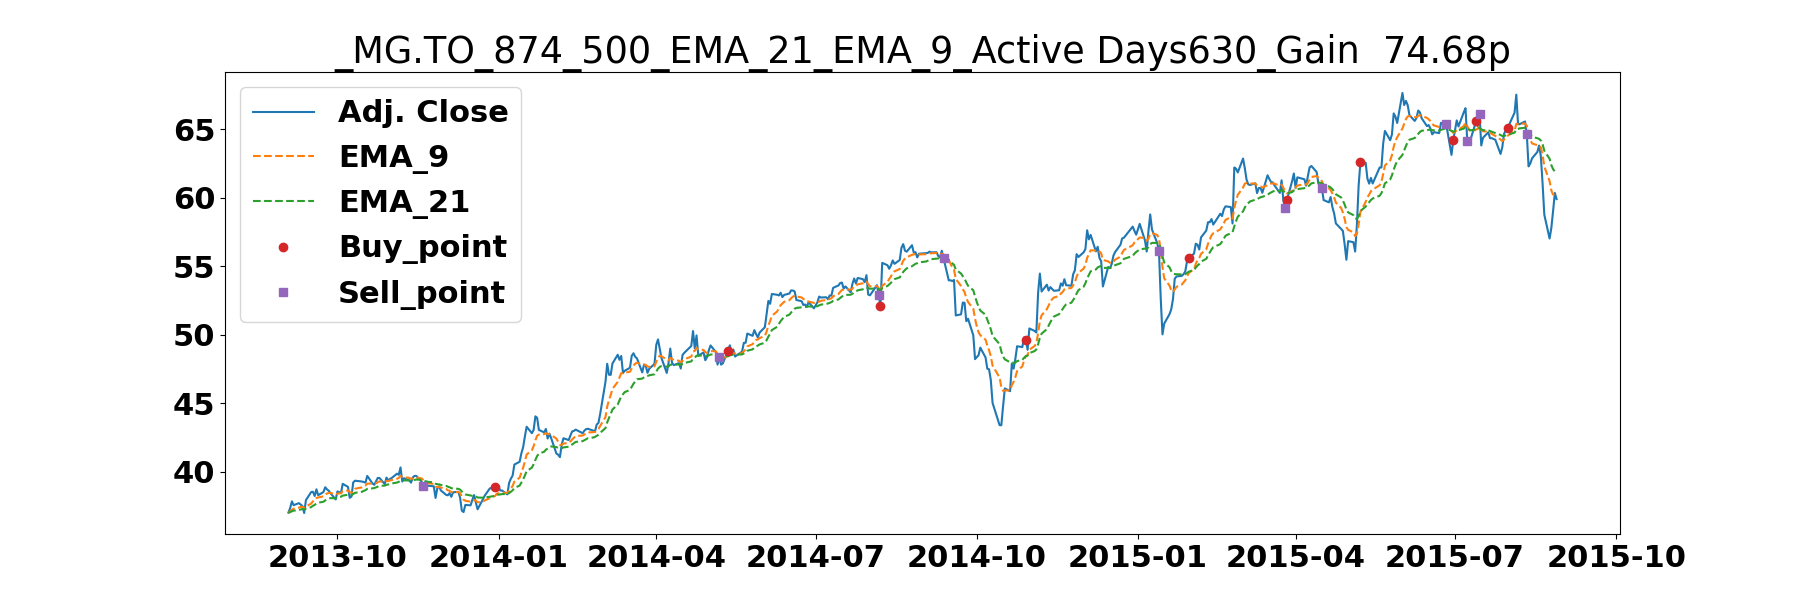 _MG.TO_874_500_EMA_21_EMA_9_Active Days630_Gain  74.68p
Adj. Close
EMA_9
EMA_21
Buy_point
Sell_point
65
60
55
50
45
40
2013-10 2014-01 2014-04 2014-07 2014-10 2015-01 2015-04 2015-07 2015-10